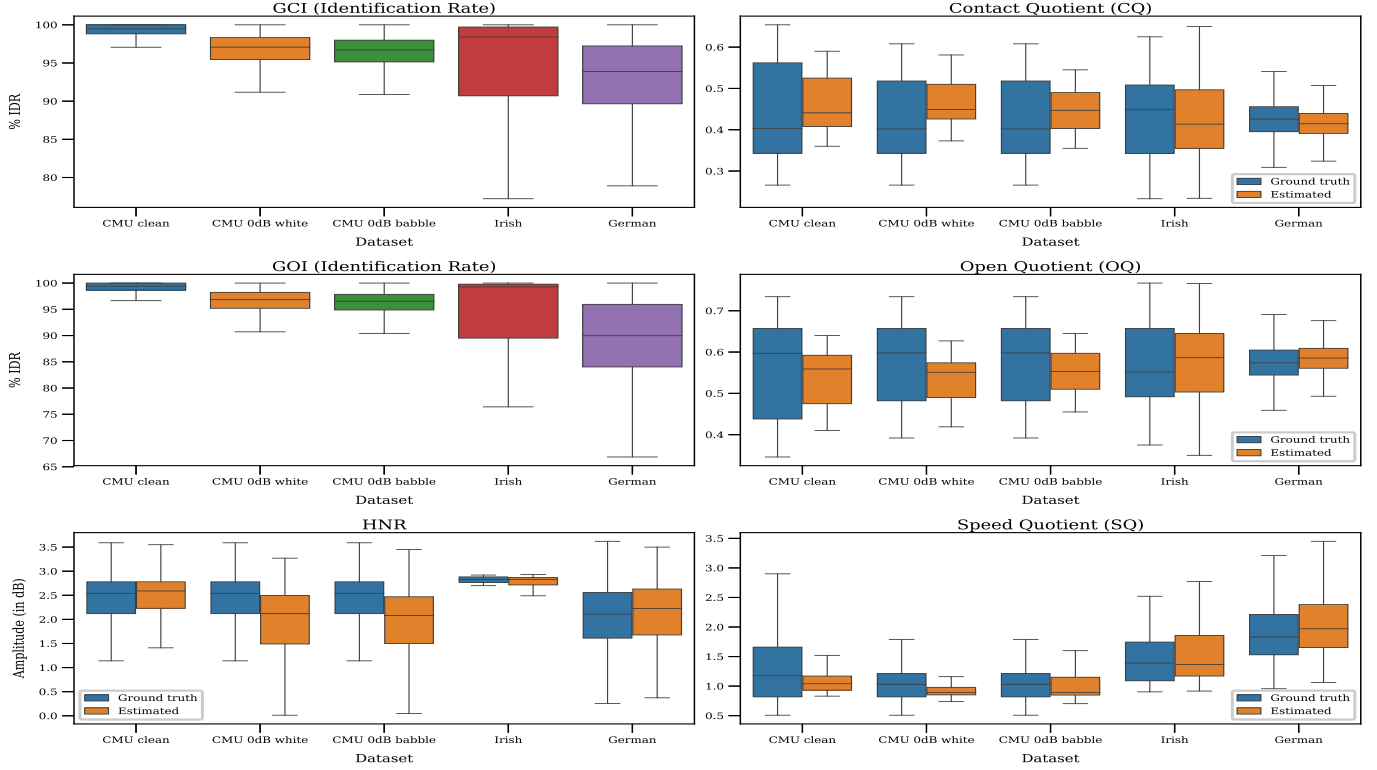 GCI (Identification Rate)
% IDR
100
95
90
85
80
CMU clean
CMU 0dB white
CMU 0dB babble
Irish
German
Dataset
Contact Quotient (CQ)
0.6
0.5
0.4
0.3
Ground truth
Estimated
CMU clean
CMU 0dB white
CMU 0dB babble
Irish
German
Dataset
GOI (Identification Rate)
% IDR
100
95
90
85
80
75
70
65
CMU clean
CMU 0dB white
CMU 0dB babble
Irish
German
Dataset
Open Quotient (OQ)
0.7
0.6
0.5
0.4
Ground truth
Estimated
CMU clean
CMU 0dB white
CMU 0dB babble
Irish
German
Dataset
HNR
Amplitude (in dB)
3.5
3.0
2.5
2.0
1.5
1.0
0.5
0.0
Ground truth
Estimated
CMU clean
CMU 0dB white
CMU 0dB babble
Irish
German
Dataset
Speed Quotient (SQ)
3.5
3.0
2.5
2.0
1.5
1.0
0.5
Ground truth
Estimated
CMU clean
CMU 0dB white
CMU 0dB babble
Irish
German
Dataset